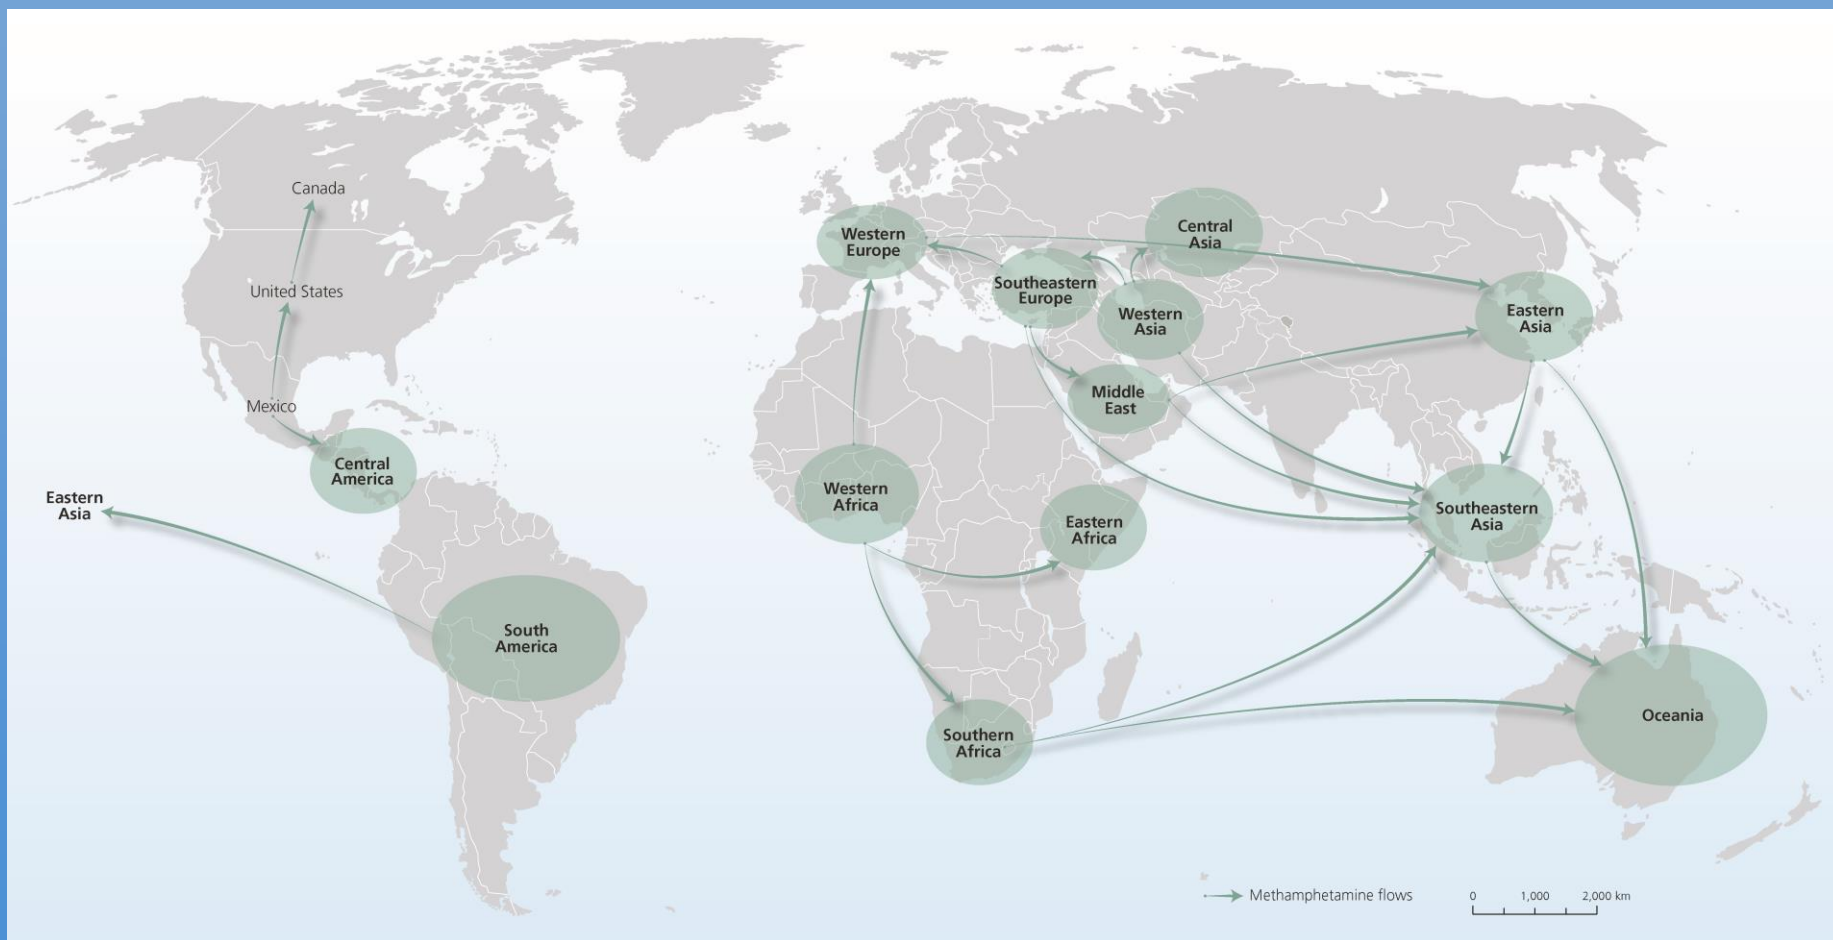 Canada
United States
Mexico
Central
America
Eastern
Asia
South
America
Western
Europe
Southeastern
Europe
Central
Asia
Western
Asia
Eastern
Asia
Middle
East
Western
Africa
Eastern
Africa
Southeastern
Asia
Southern
Africa
Oceania
Methamphetamine flows
0 1,000 2,000 km